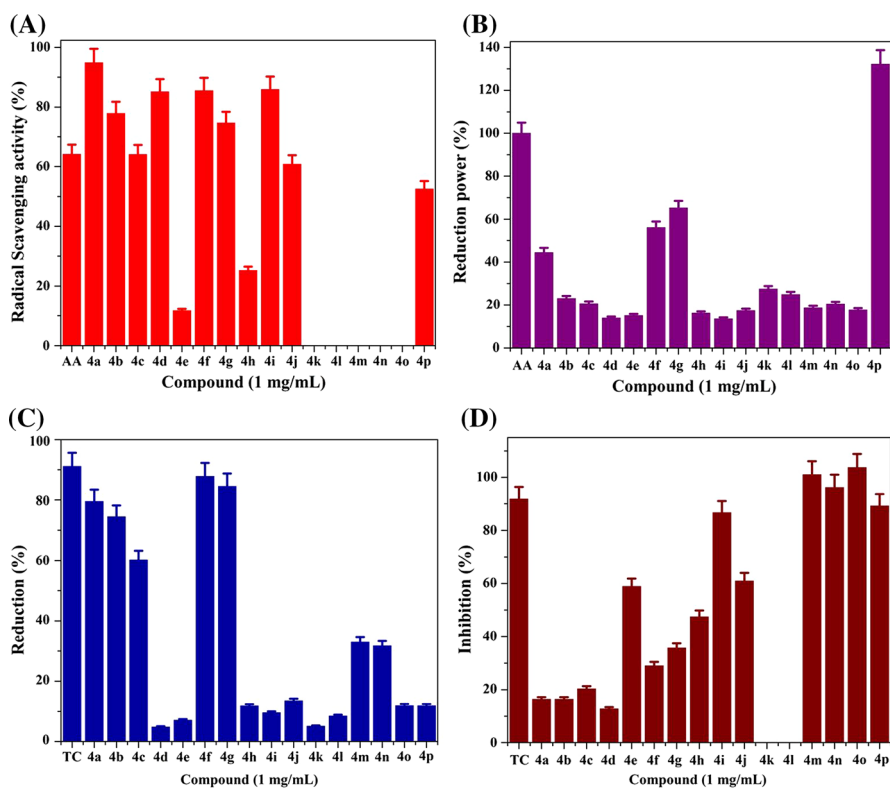 (A)
Radical Scavenging activity (%)
100
80
60
40
20
0
AA 4a 4b 4c 4d 4e 4f 4g 4h 4i 4j 4k 4l 4m 4n 4o 4p
Compound (1 mg/mL)
(B)
Reduction power (%)
140
120
100
80
60
40
20
0
AA 4a 4b 4c 4d 4e 4f 4g 4h 4i 4j 4k 4l 4m 4n 4o 4p
Compound (1 mg/mL)
(C)
Reduction (%)
100
80
60
40
20
0
TC 4a 4b 4c 4d 4e 4f 4g 4h 4i 4j 4k 4l 4m 4n 4o 4p
Compound (1 mg/mL)
(D)
Inhibition (%)
100
80
60
40
20
0
TC 4a 4b 4c 4d 4e 4f 4g 4h 4i 4j 4k 4l 4m 4n 4o 4p
Compound (1 mg/mL)